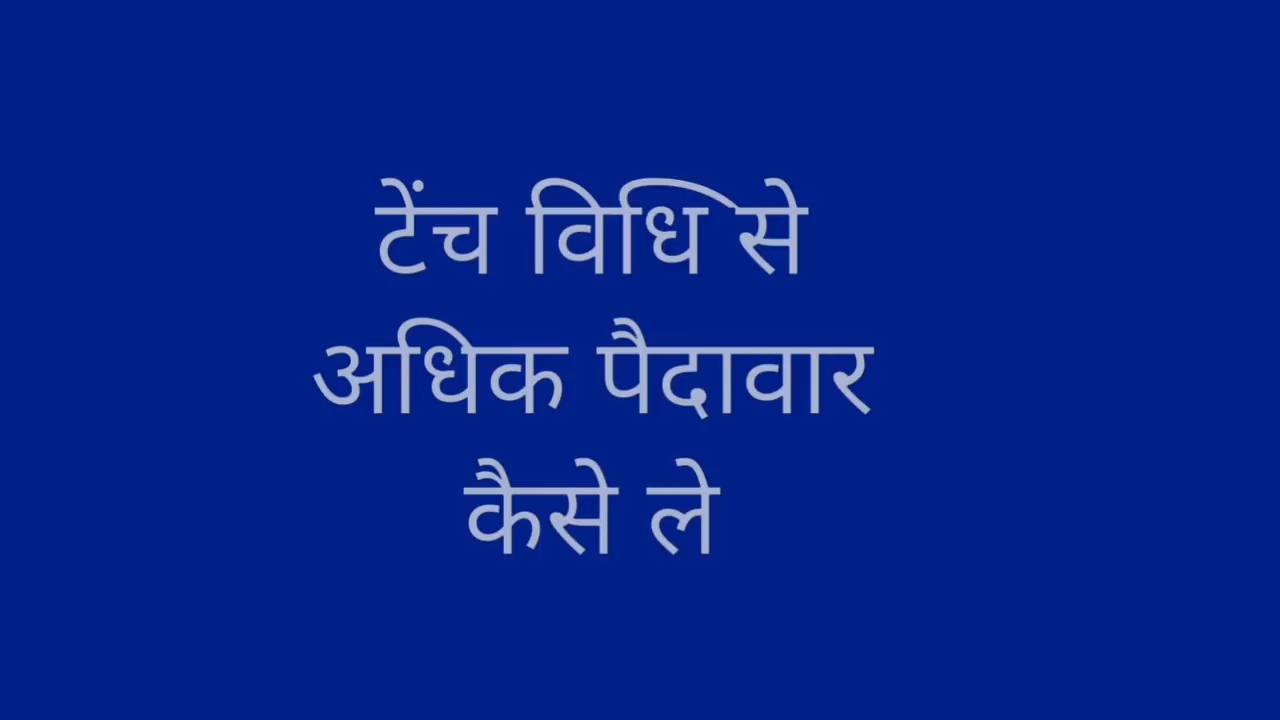 टेंच विधि से
अधिक पैदावार
कैसे ले